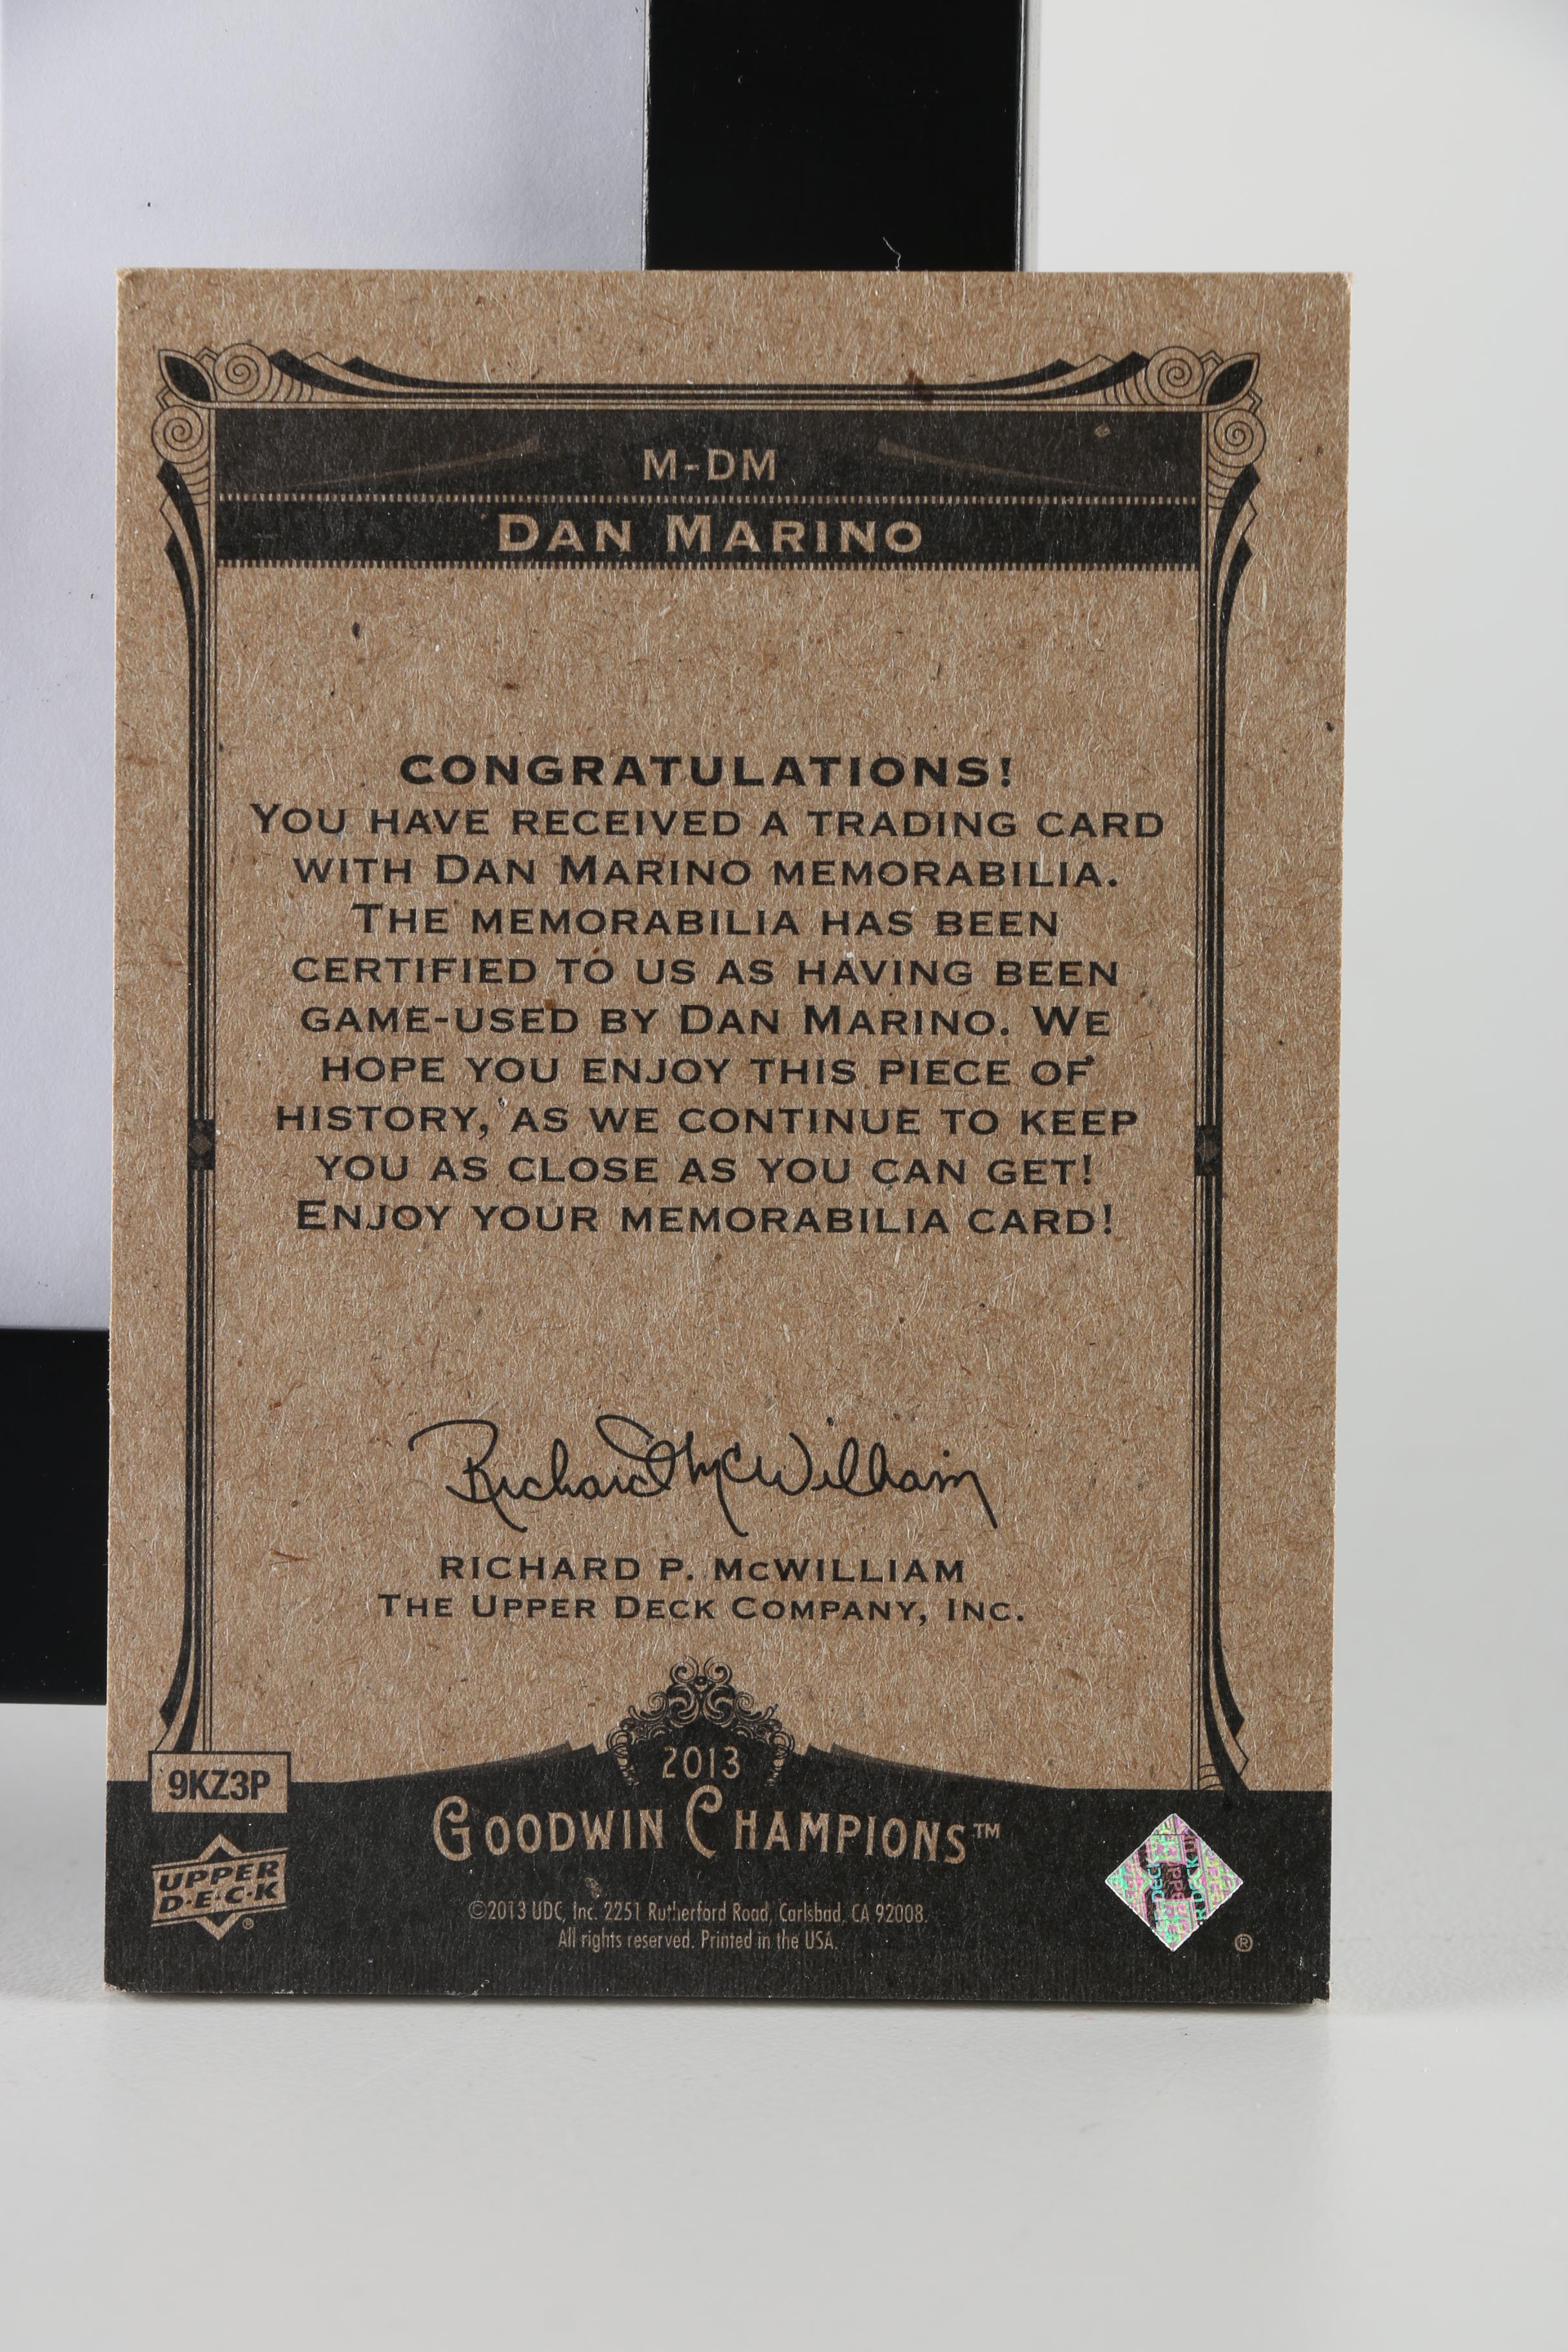 M-DM
DAN MARINO
CONGRATULATIONS!
YOU HAVE RECEIVED A TRADING CARD
WITH DAN MARINO MEMORABILIA.
THE MEMORABILIA HAS BEEN
CERTIFIED TO US AS HAVING BEEN
GAME-USED BY DAN MARINO. WE
HOPE YOU ENJOY THIS PIECE OF
HISTORY, AS WE CONTINUE TO KEEP
YOU AS CLOSE AS YOU CAN GET!
ENJOY YOUR MEMORABILIA CARD!
Richard McWilliam
RICHARD P. McWILLIAM
THE UPPER DECK COMPANY, INC.
2013
9KZ3P
GOODWIN CHAMPIONS™
UPPER
D•E•C•K
®
©2013 UDC, Inc. 2251 Rutherford Road, Carlsbad, CA 92008.
All rights reserved. Printed in the USA.
®